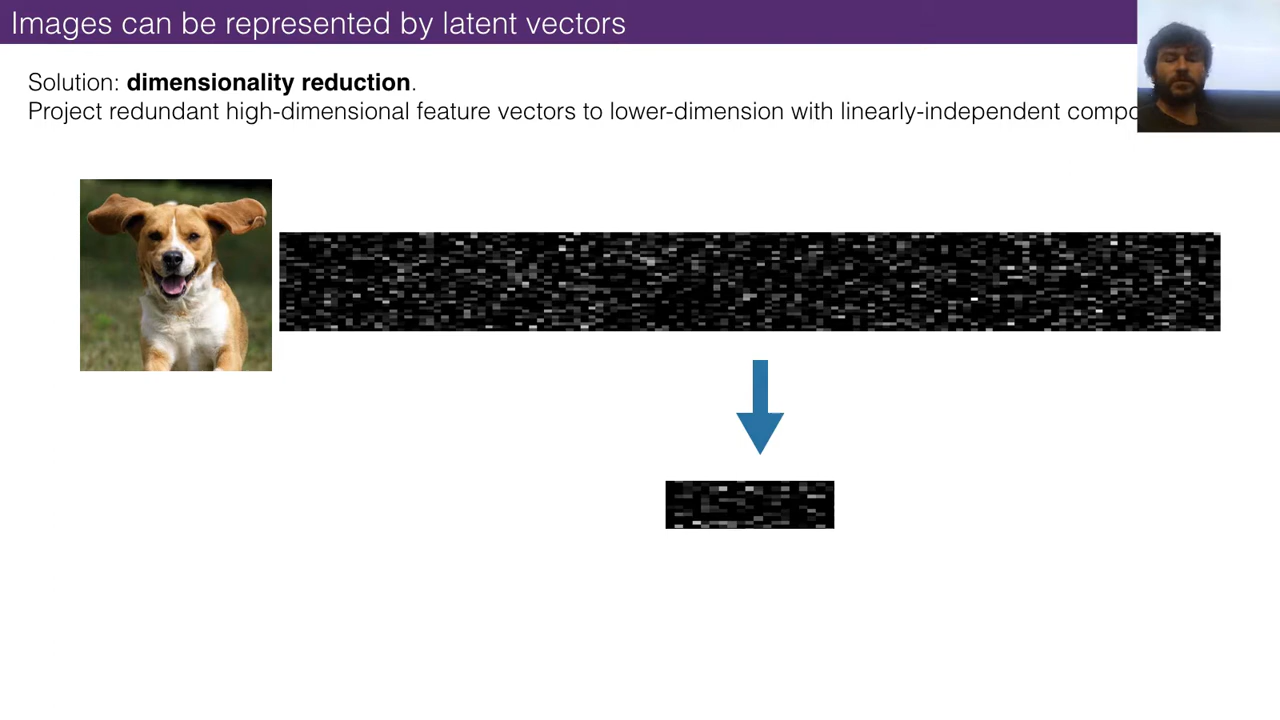 Images can be represented by latent vectors
Solution: dimensionality reduction.
Project redundant high-dimensional feature vectors to lower-dimension with linearly-independent